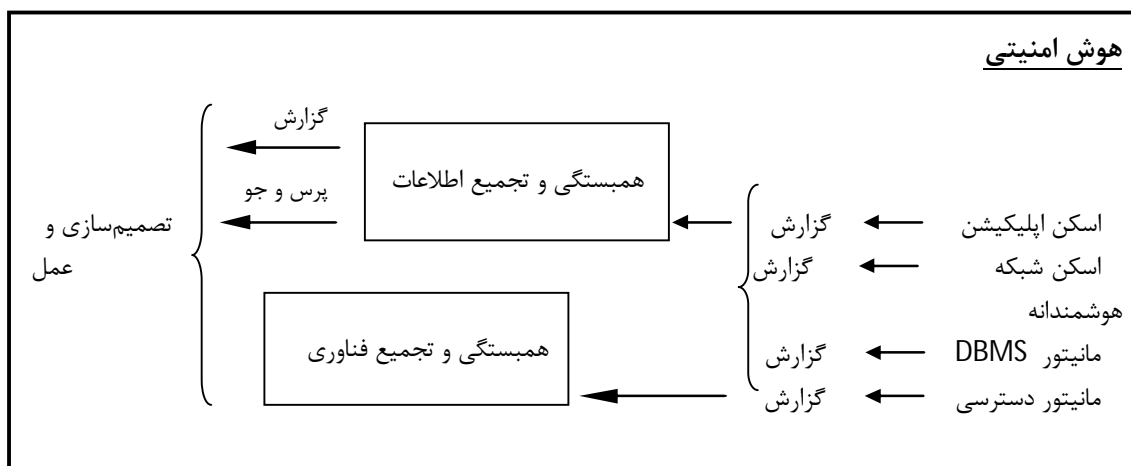 هوش امنیتی
گزارش
همبستگی و تجمیع اطلاعات
پرس و جو
اسکن اپلیکیشن
گزارش
تصمیم‌سازی و
عمل
اسکن شبکه
گزارش
هوشمندانه
همبستگی و تجمیع فناوری
مانیتور DBMS
گزارش
مانیتور دسترسی
گزارش